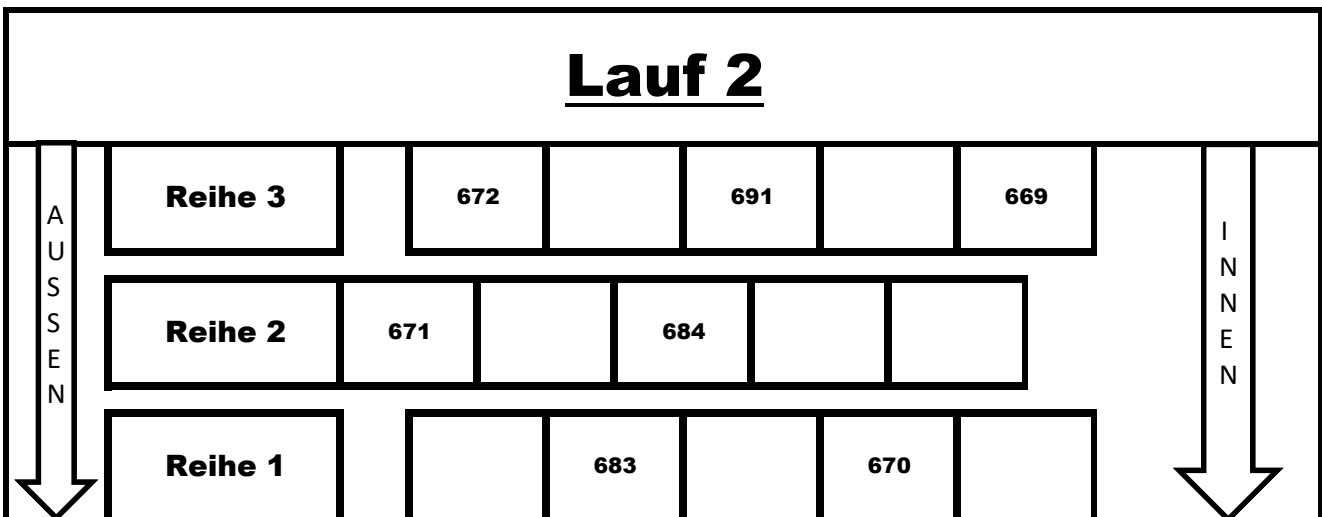 Lauf 2
AUSSEN
Reihe 3 672 691 669
Reihe 2 671 684
Reihe 1 683 670
INNEN